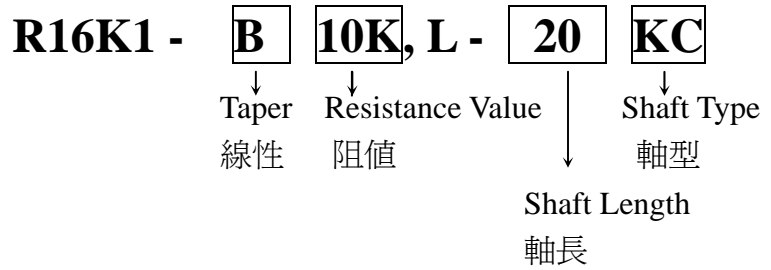 R16K1 - B 10K, L - 20 KC
Taper Resistance Value Shaft Type
線性 阻值 軸型
Shaft Length
軸長